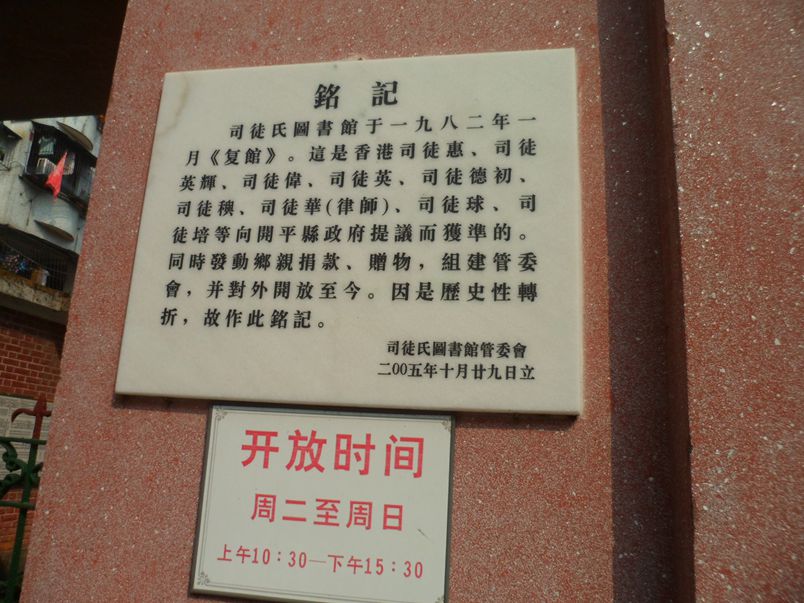 銘記
司徒氏圖書館于一九八二年一
月《复館》。這是香港司徒惠、司徒
英輝、司徒偉、司徒英、司徒德初、
司徒穠、司徒華(律師)、司徒球、司
徒培等向開平縣政府提議而獲準的。
同時發動鄉親捐款、贈物，組建管委
會，并對外開放至今。因是歷史性轉
折，故作此銘記。
司徒氏圖書館管委會
二00五年十月廿九日立
开放时间
周二至周日
上午10：30—下午15：30